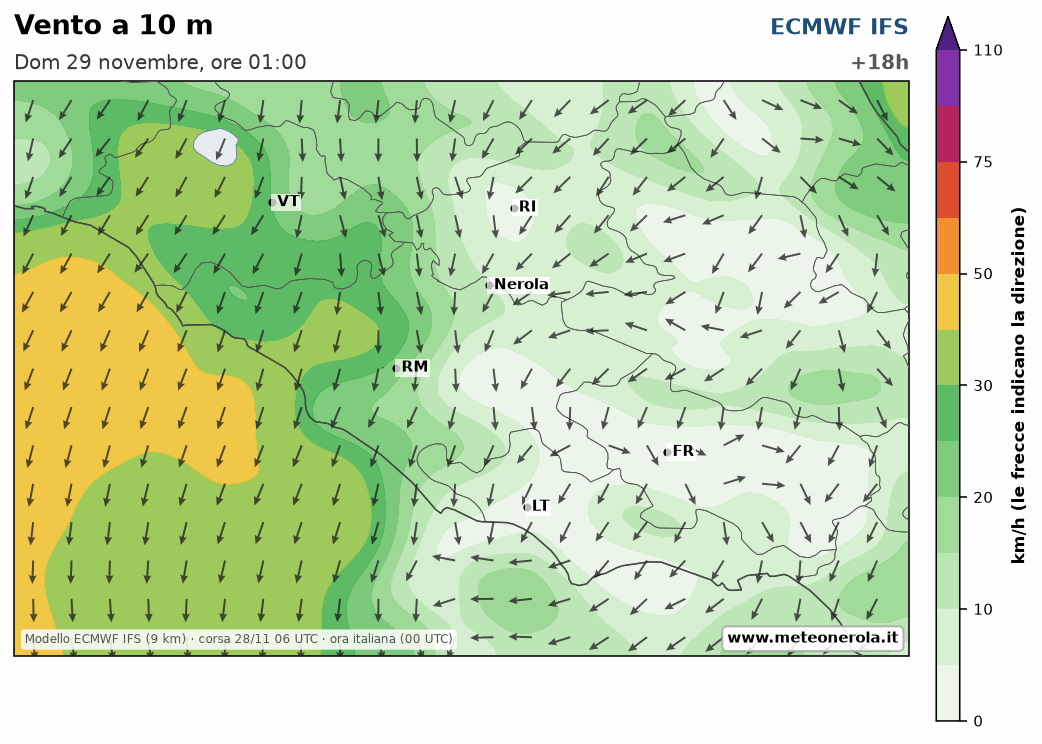 Vento a 10 m
ECMWF IFS
Dom 29 novembre, ore 01:00
+18h
VT
RI
Nerola
RM
FR
LT
Modello ECMWF IFS (9 km) · corsa 28/11 06 UTC · ora italiana (00 UTC)
www.meteonerola.it
110
75
50
30
20
10
0
km/h (le frecce indicano la direzione)